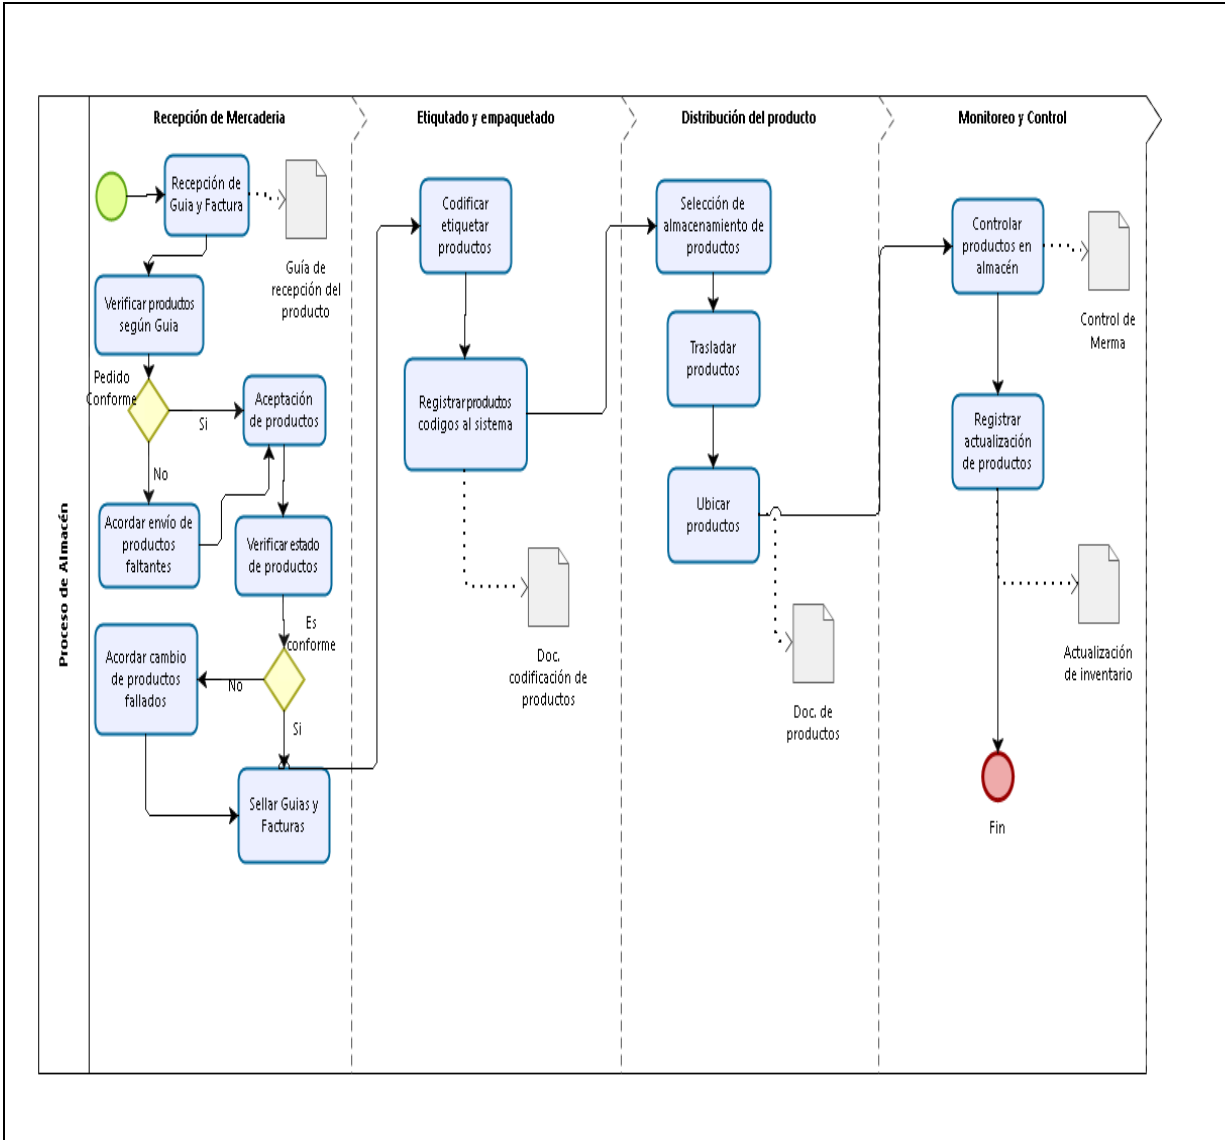 Proceso de Almacén
Recepción de Mercaderia
Etiqutado y empaquetado
Distribución del producto
Monitoreo y Control
Recepción de
Guia y Factura
Guía de
recepción del
producto
Verificar productos
según Guia
Pedido
Conforme
Si
Aceptación
de productos
No
Acordar envío de
productos
faltantes
Verificar estado
de productos
Es
conforme
No
Acordar cambio
de productos
fallados
Si
Sellar Guias y
Facturas
Codificar
etiquetar
productos
Registrar productos
codigos al sistema
Doc.
codificación de
productos
Selección de
almacenamiento de
productos
Trasladar
productos
Ubicar
productos
Doc. de
productos
Controlar
productos en
almacén
Control de
Merma
Registrar
actualización
de productos
Actualización
de inventario
Fin